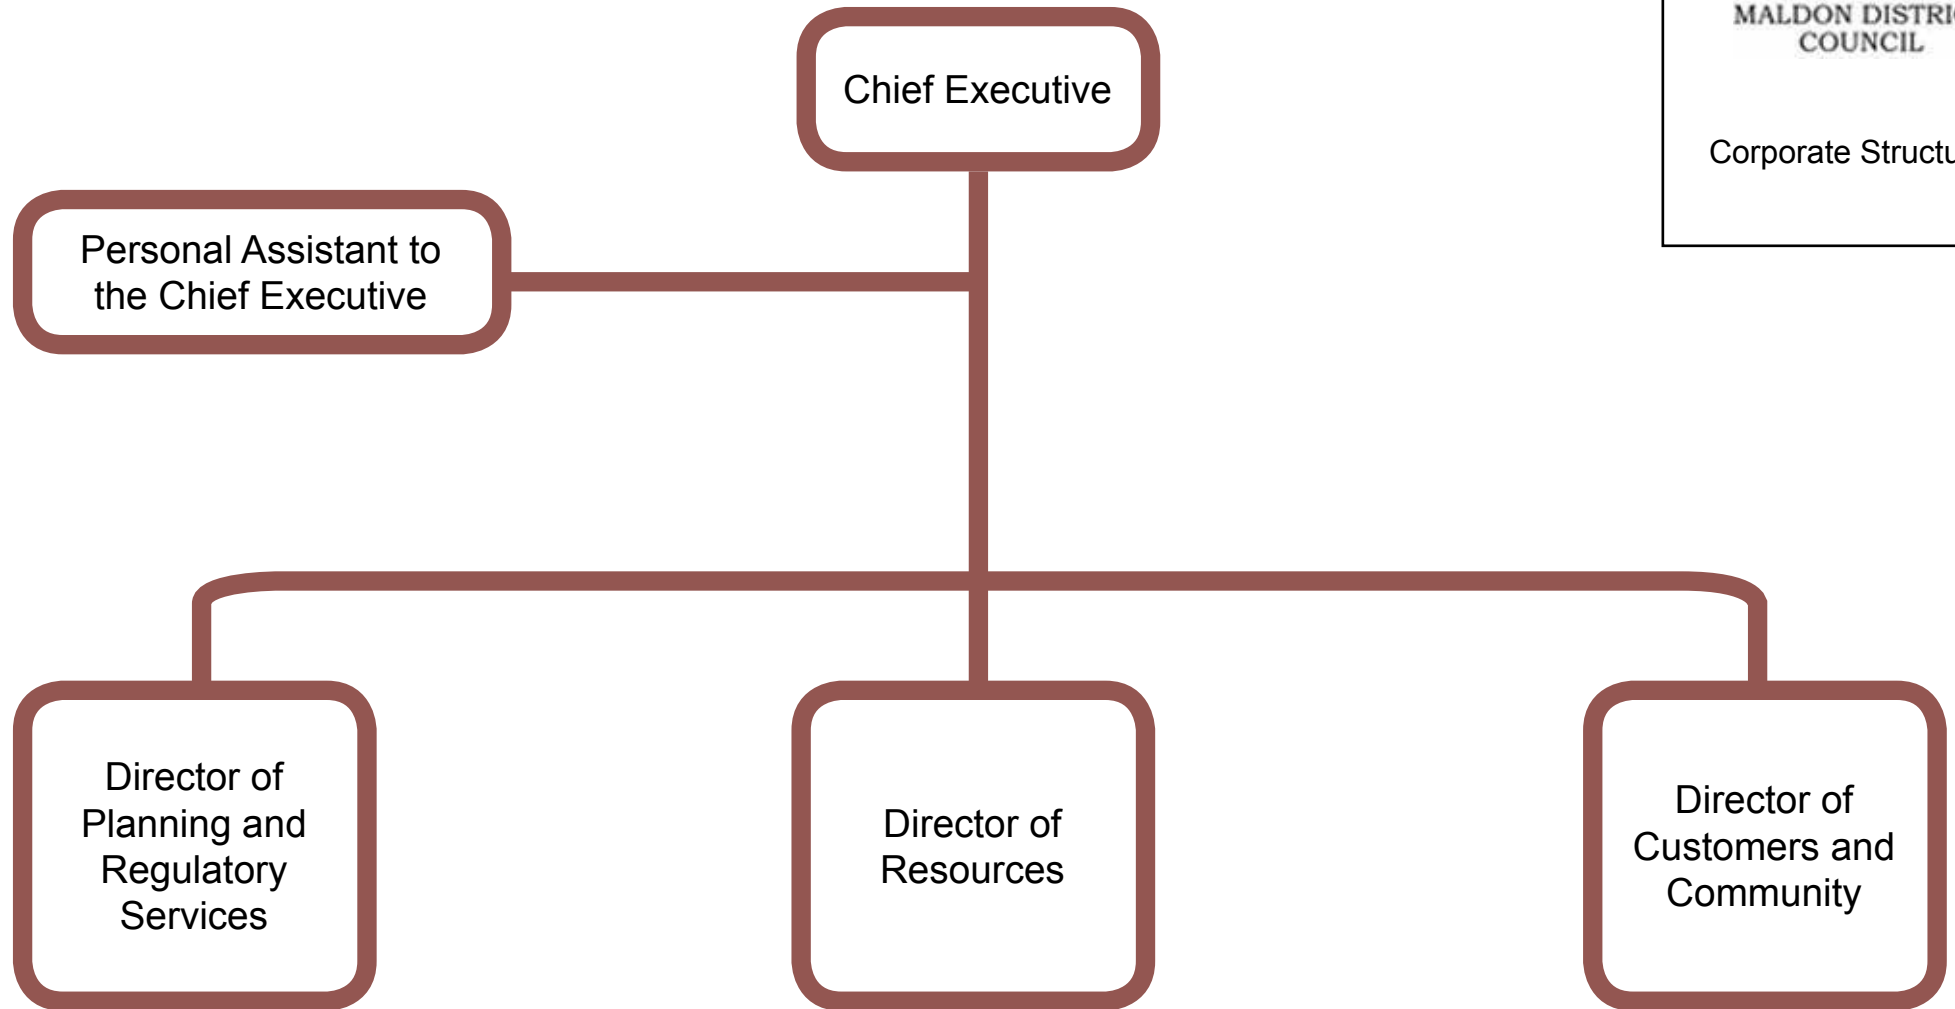 MALDON DISTRI
COUNCIL
Corporate Structu
Chief Executive
Personal Assistant to
the Chief Executive
Director of
Planning and
Regulatory
Services
Director of
Resources
Director of
Customers and
Community